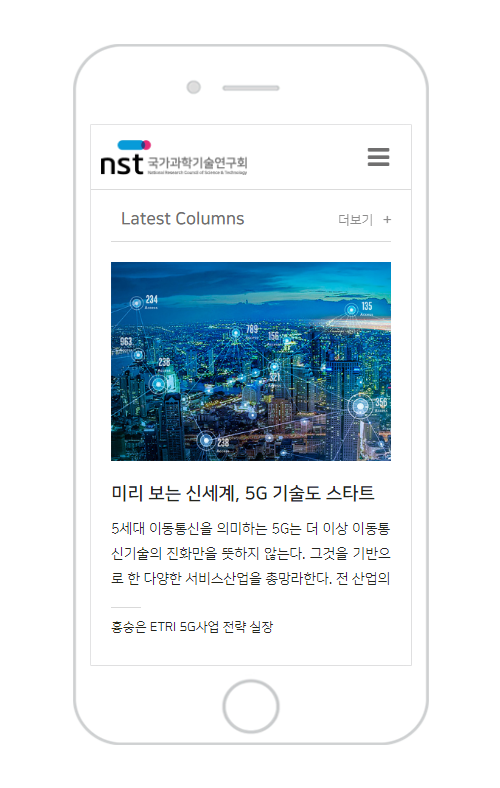 nst 국가과학기술연구회
National Research Council of Science & Technology
Latest Columns
더보기 +
234
Access
135
Access
789
156
963
238
321
356
238
미리 보는 신세계, 5G 기술도 스타트
5세대 이동통신을 의미하는 5G는 더 이상 이동통
신기술의 진화만을 뜻하지 않는다. 그것을 기반으
로 한 다양한 서비스산업을 총망라한다. 전 산업의
홍승은 ETRI 5G사업 전략 실장